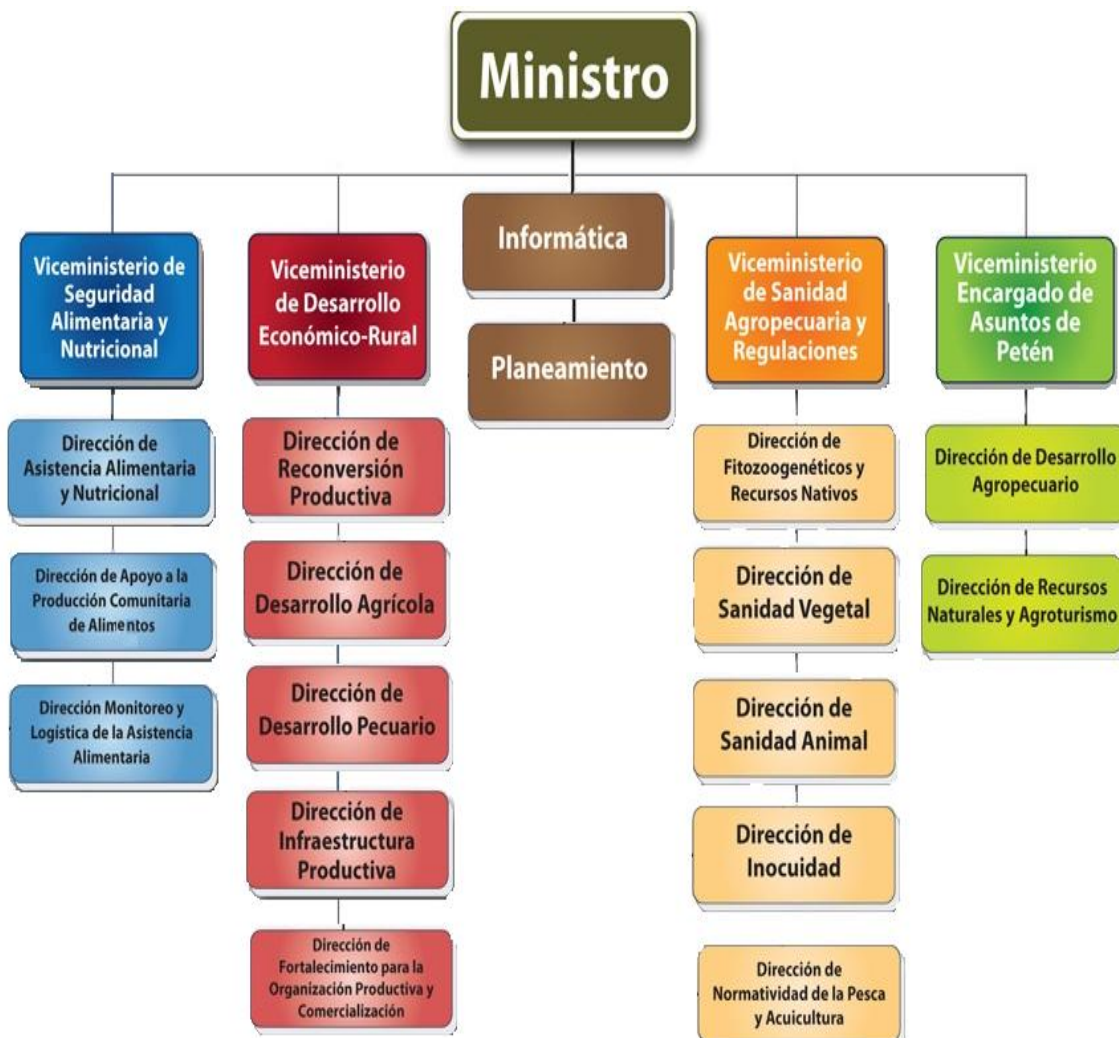 Ministro
Informática
Planeamiento
Viceministerio de
Seguridad
Alimentaria y
Nutricional
Dirección de
Asistencia Alimentaria
y Nutricional
Dirección de Apoyo a la
Producción Comunitaria
de Alimentos
Dirección Monitoreo y
Logística de la Asistencia
Alimentaria
Viceministerio
de Desarrollo
Económico-Rural
Dirección de
Reconversión
Productiva
Dirección de
Desarrollo Agrícola
Dirección de
Desarrollo Pecuario
Dirección de
Infraestructura
Productiva
Dirección de
Fortalecimiento para la
Organización Productiva y
Comercialización
Viceministerio
de Sanidad
Agropecuaria y
Regulaciones
Dirección de
Fitozoogenéticos y
Recursos Nativos
Dirección de
Sanidad Vegetal
Dirección de
Sanidad Animal
Dirección de
Inocuidad
Dirección de
Normatividad de la Pesca
y Acuicultura
Viceministerio
Encargado de
Asuntos de
Petén
Dirección de Desarrollo
Agropecuario
Dirección de Recursos
Naturales y Agroturismo